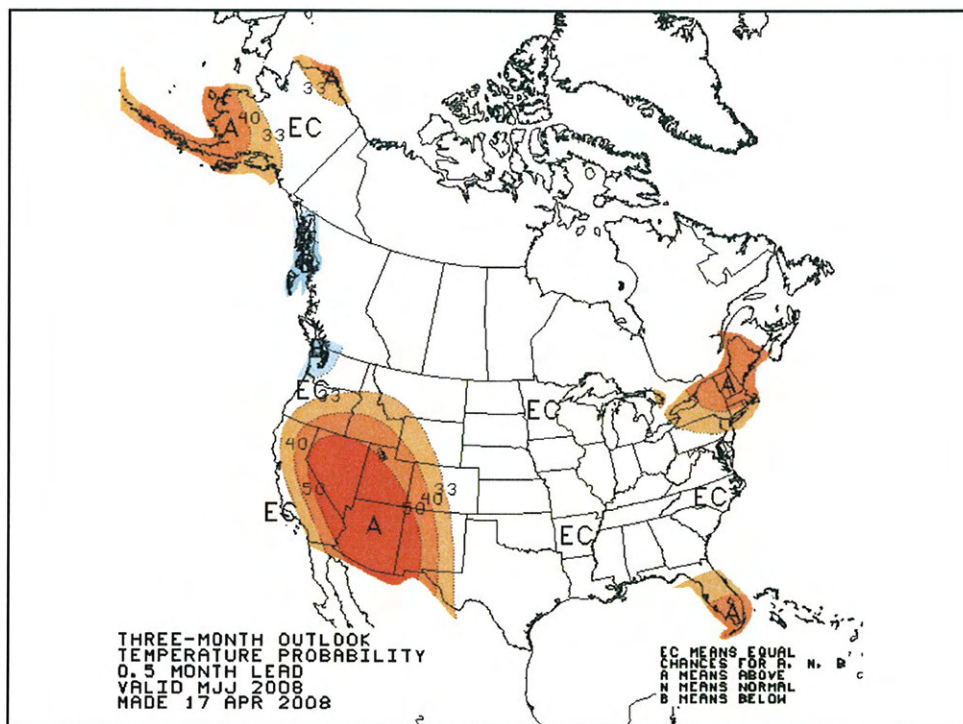 A
33
A
40
33
EC
B
EC
33
40
50
50
40
33
A
EC
EC
EC
EC
A
A
THREE-MONTH OUTLOOK
TEMPERATURE PROBABILITY
0.5 MONTH LEAD
VALID MJJ 2008
MADE 17 APR 2008
EC MEANS EQUAL
CHANCES FOR A, N, B
A MEANS ABOVE
N MEANS NORMAL
B MEANS BELOW